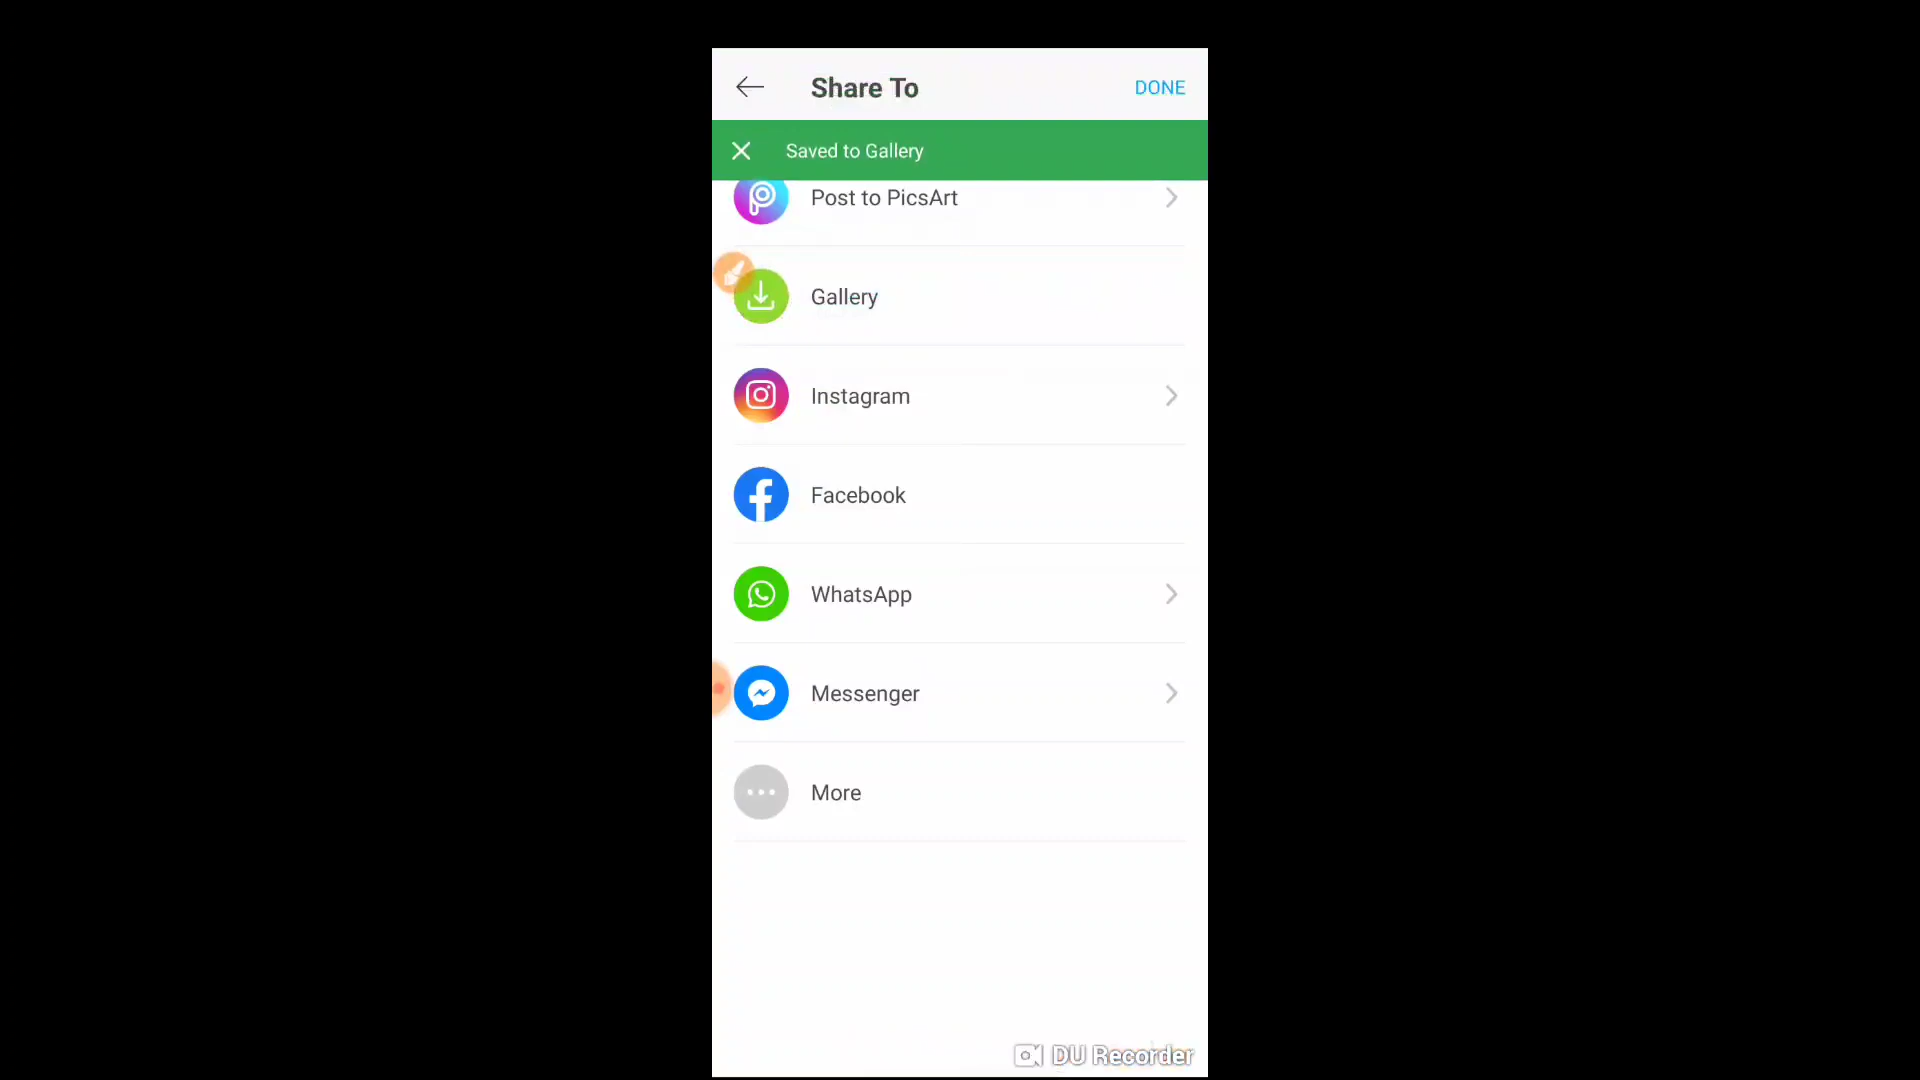 Share To
DONE
Saved to Gallery
Post to PicsArt
Gallery
Instagram
Facebook
WhatsApp
Messenger
More
DU Recorder